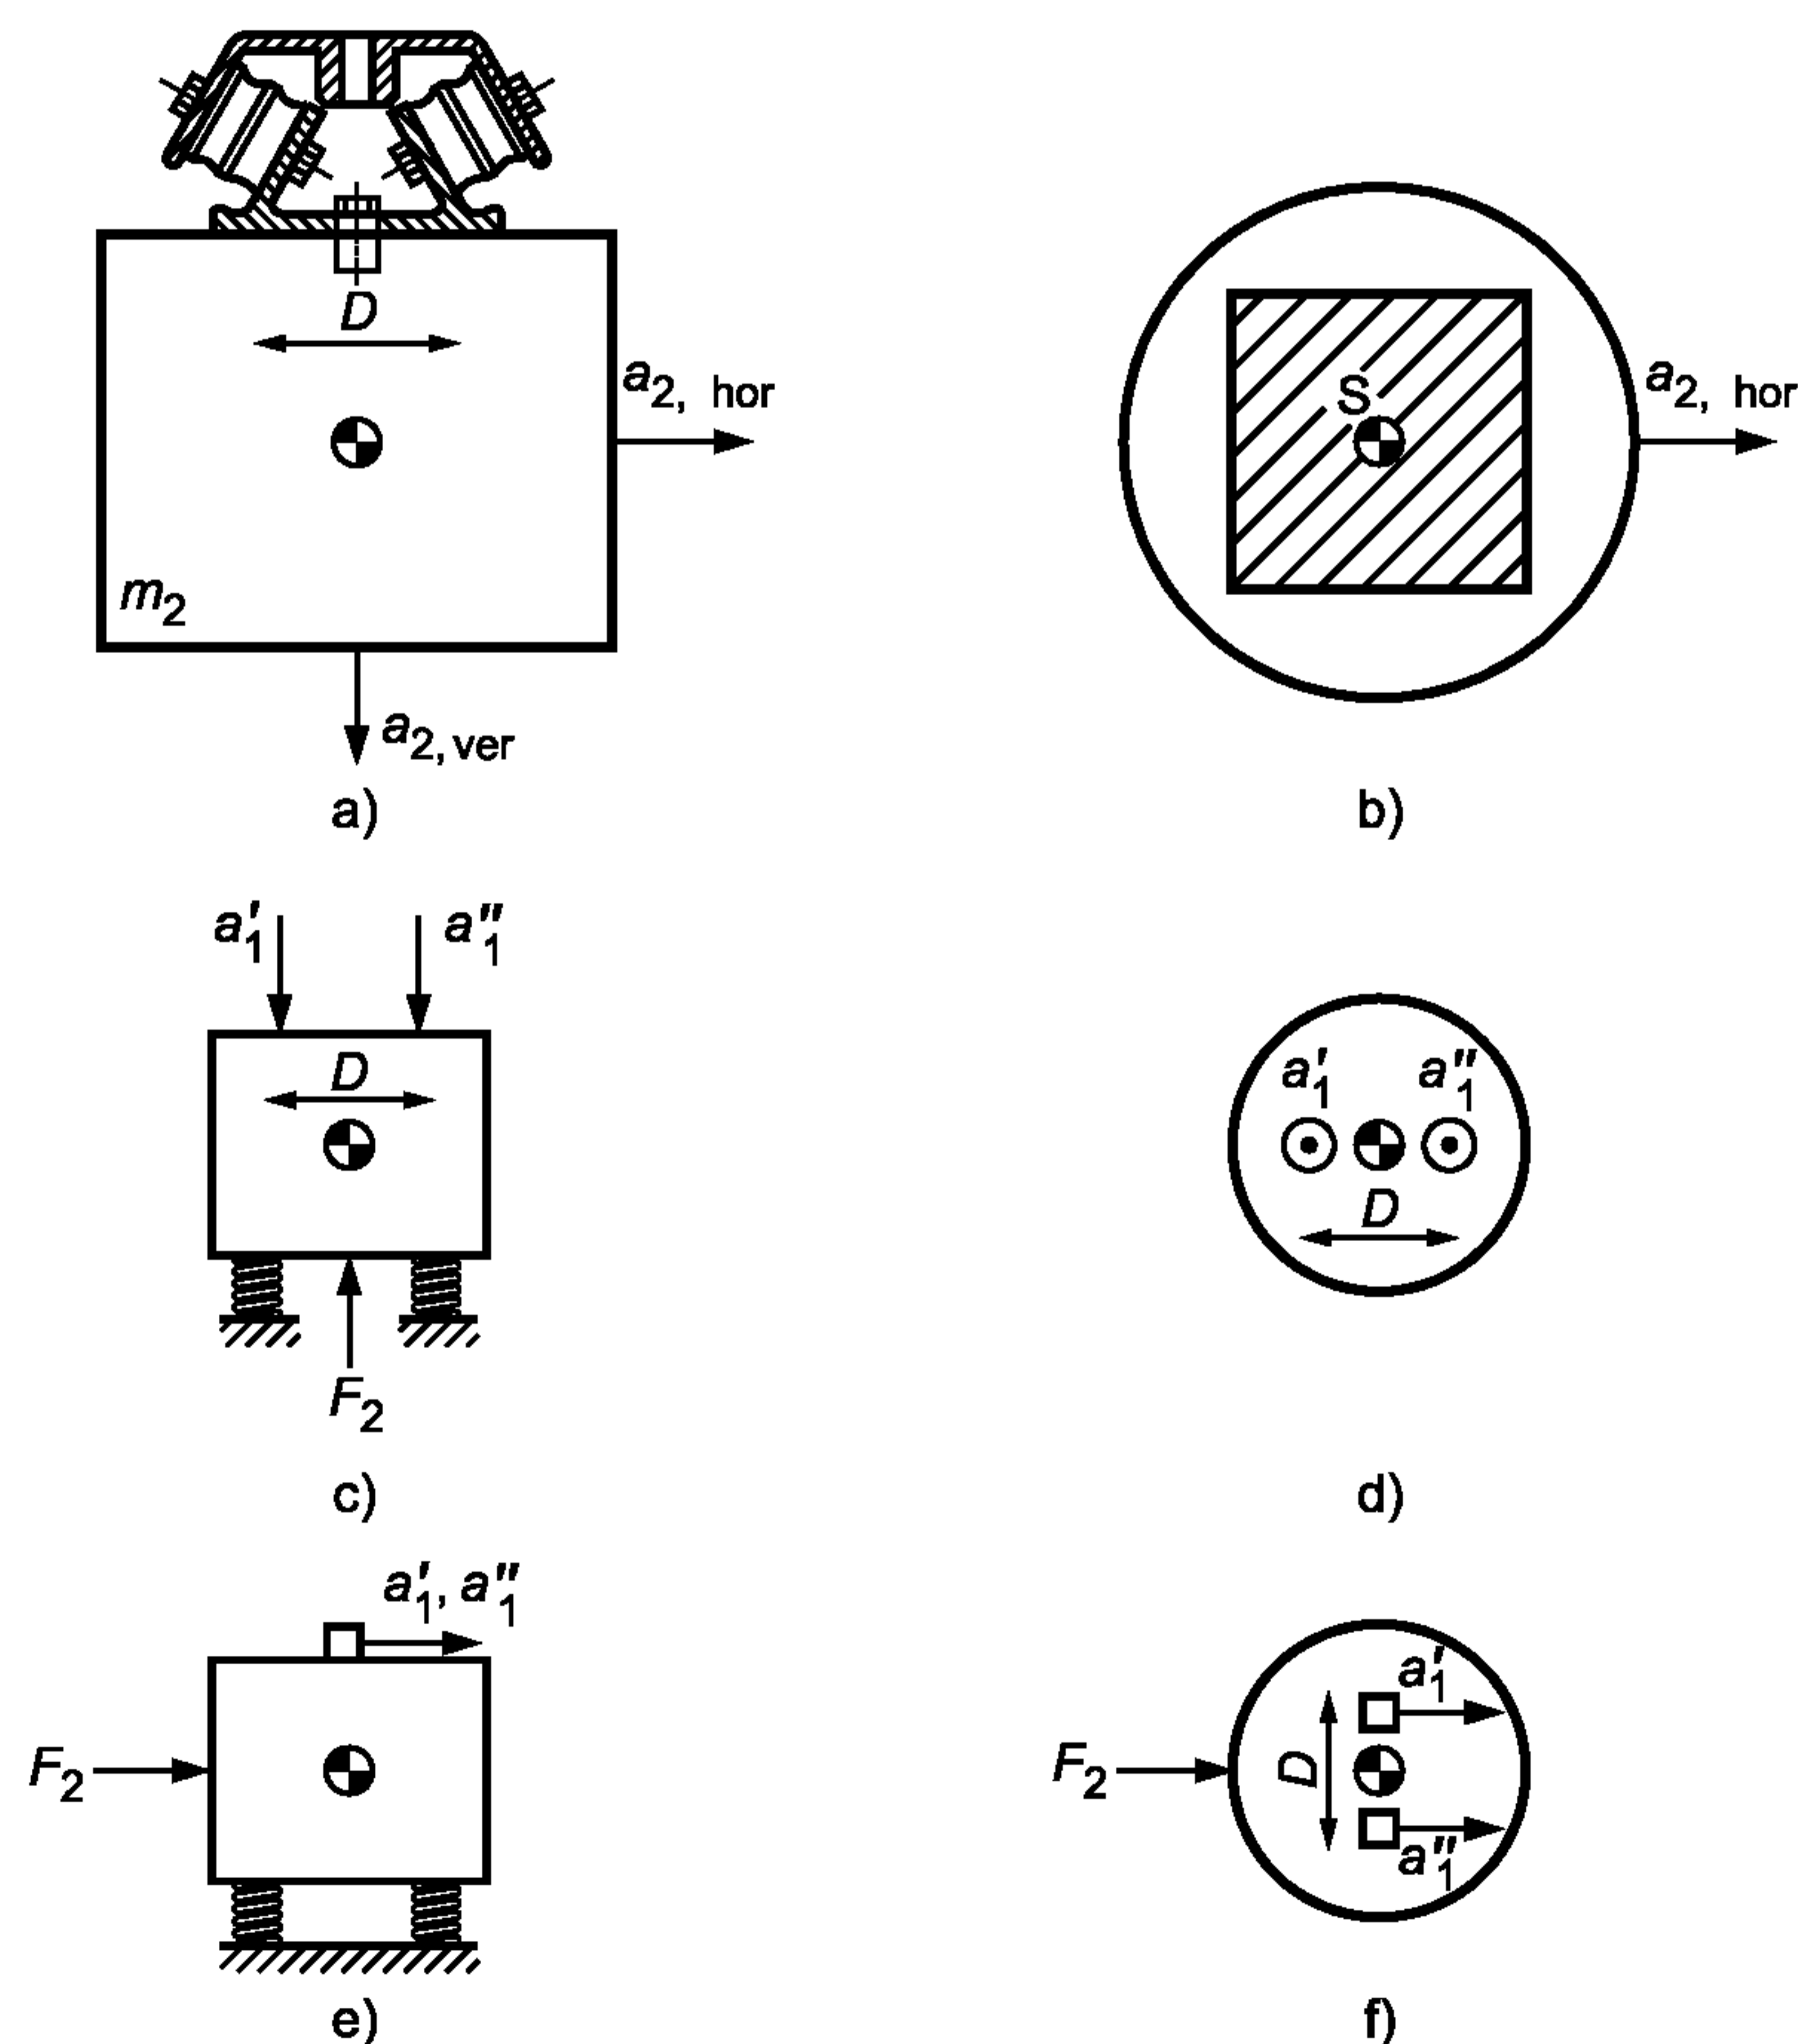 D
a2, hor
m2
a2, ver
a)
S
a2, hor
b)
a′1
a″1
D
F2
c)
a′1
a″1
D
d)
a′1, a″1
F2
e)
a′1
D
F2
a″1
f)